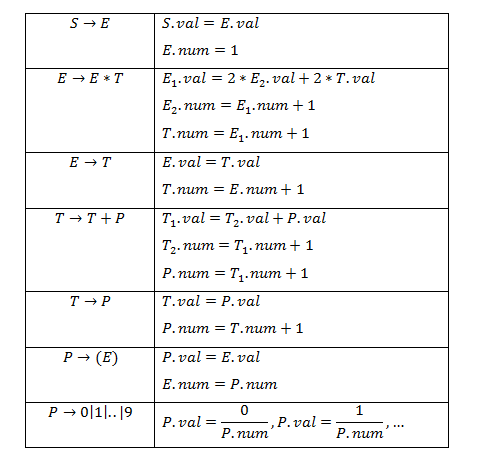 S → E S.val = E.val
E.num = 1
E → E * T E₁.val = 2 * E₂.val + 2 * T.val
E₂.num = E₁.num + 1
T.num = E₁.num + 1
E → T E.val = T.val
T.num = E.num + 1
T → T + P T₁.val = T₂.val + P.val
T₂.num = T₁.num + 1
P.num = T₁.num + 1
T → P T.val = P.val
P.num = T.num + 1
P → (E) P.val = E.val
E.num = P.num
P → 0|1|..|9 P.val = 0/P.num , P.val = 1/P.num , ...